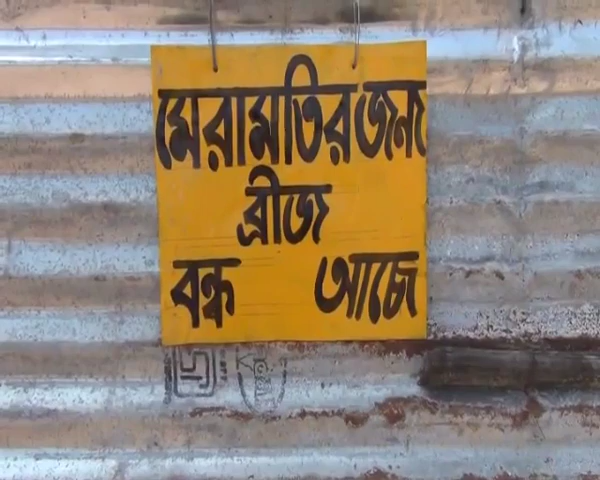 মেরামতির জন্য
ব্রীজ
বন্ধ আছে